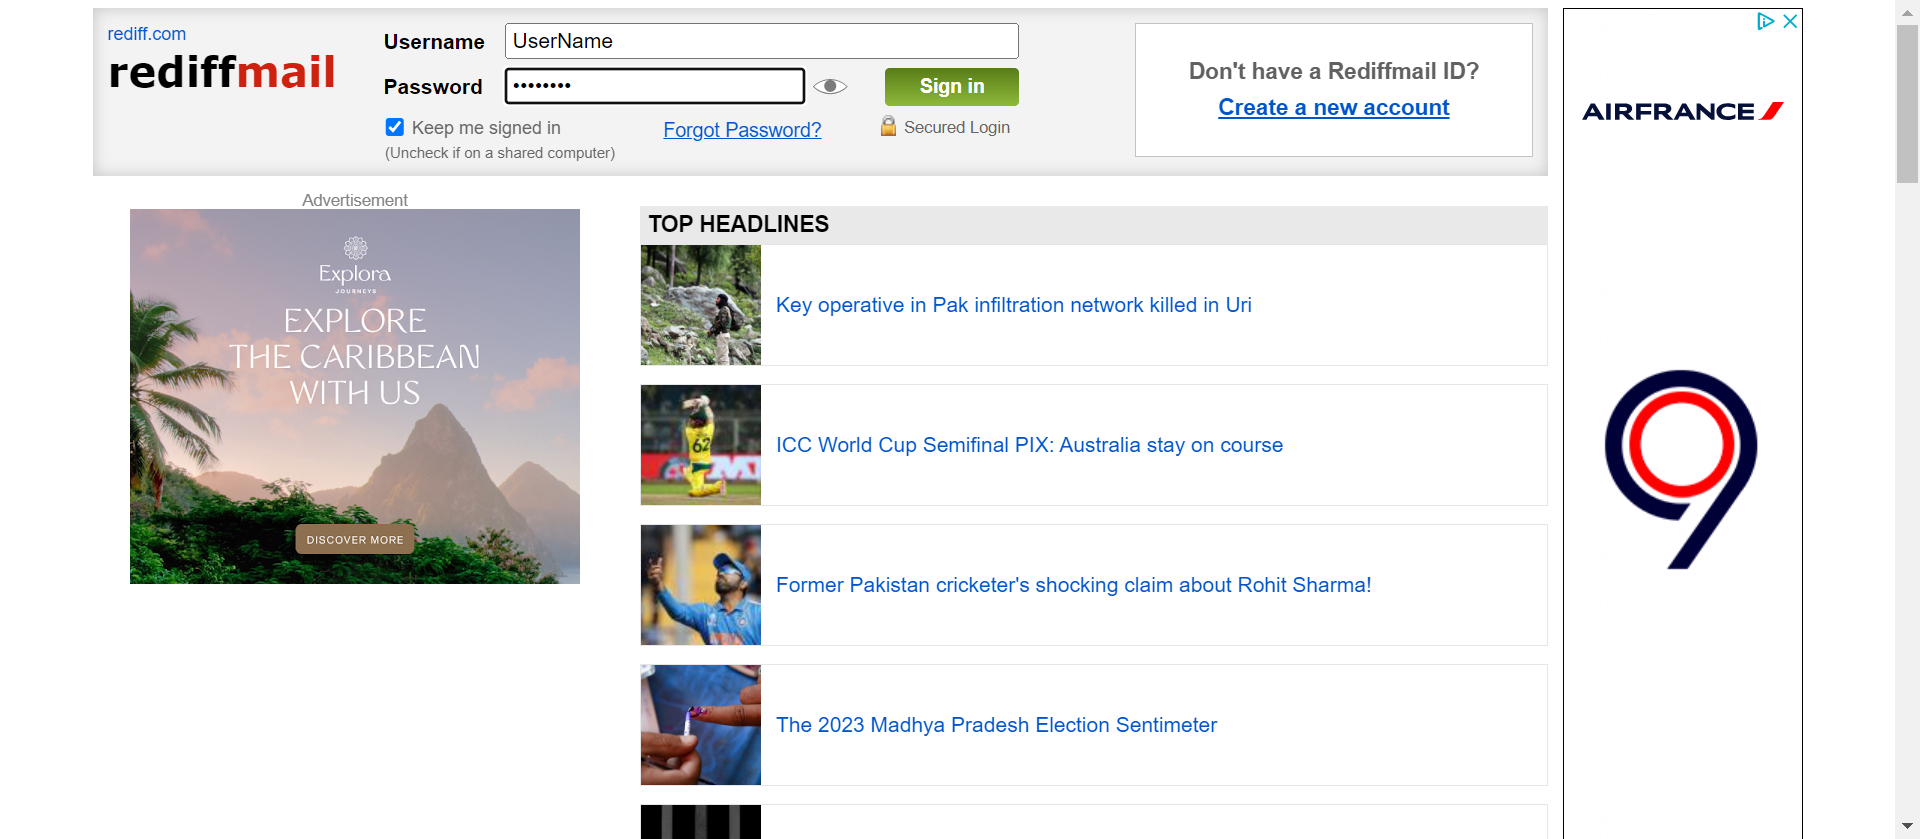 rediff.com
rediffmail
Username
UserName
Password
••••••••
Sign in
Keep me signed in
(Uncheck if on a shared computer)
Forgot Password?
Secured Login
Don't have a Rediffmail ID?
Create a new account
AIRFRANCE
Advertisement
Explora
JOURNEYS
EXPLORE
THE CARIBBEAN
WITH US
DISCOVER MORE
TOP HEADLINES
Key operative in Pak infiltration network killed in Uri
62
ICC World Cup Semifinal PIX: Australia stay on course
Former Pakistan cricketer's shocking claim about Rohit Sharma!
The 2023 Madhya Pradesh Election Sentimeter
9